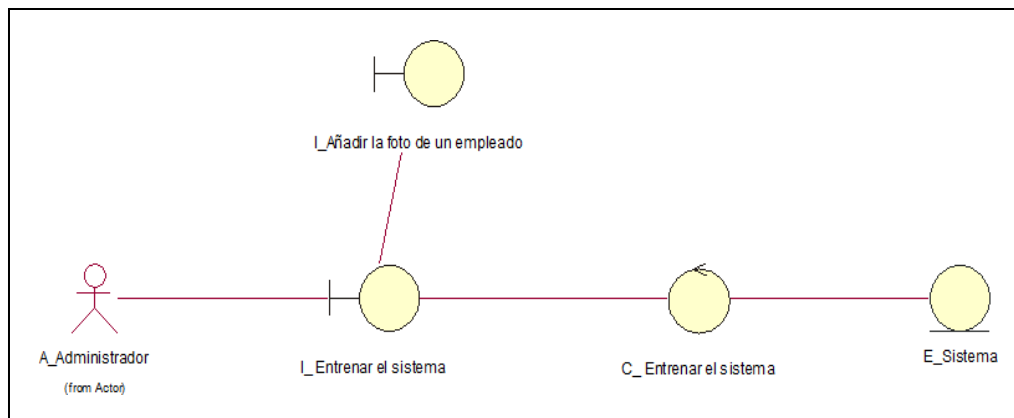 I_Añadir la foto de un empleado
A_Administrador
(from Actor)
I_ Entrenar el sistema
C_ Entrenar el sistema
E_Sistema